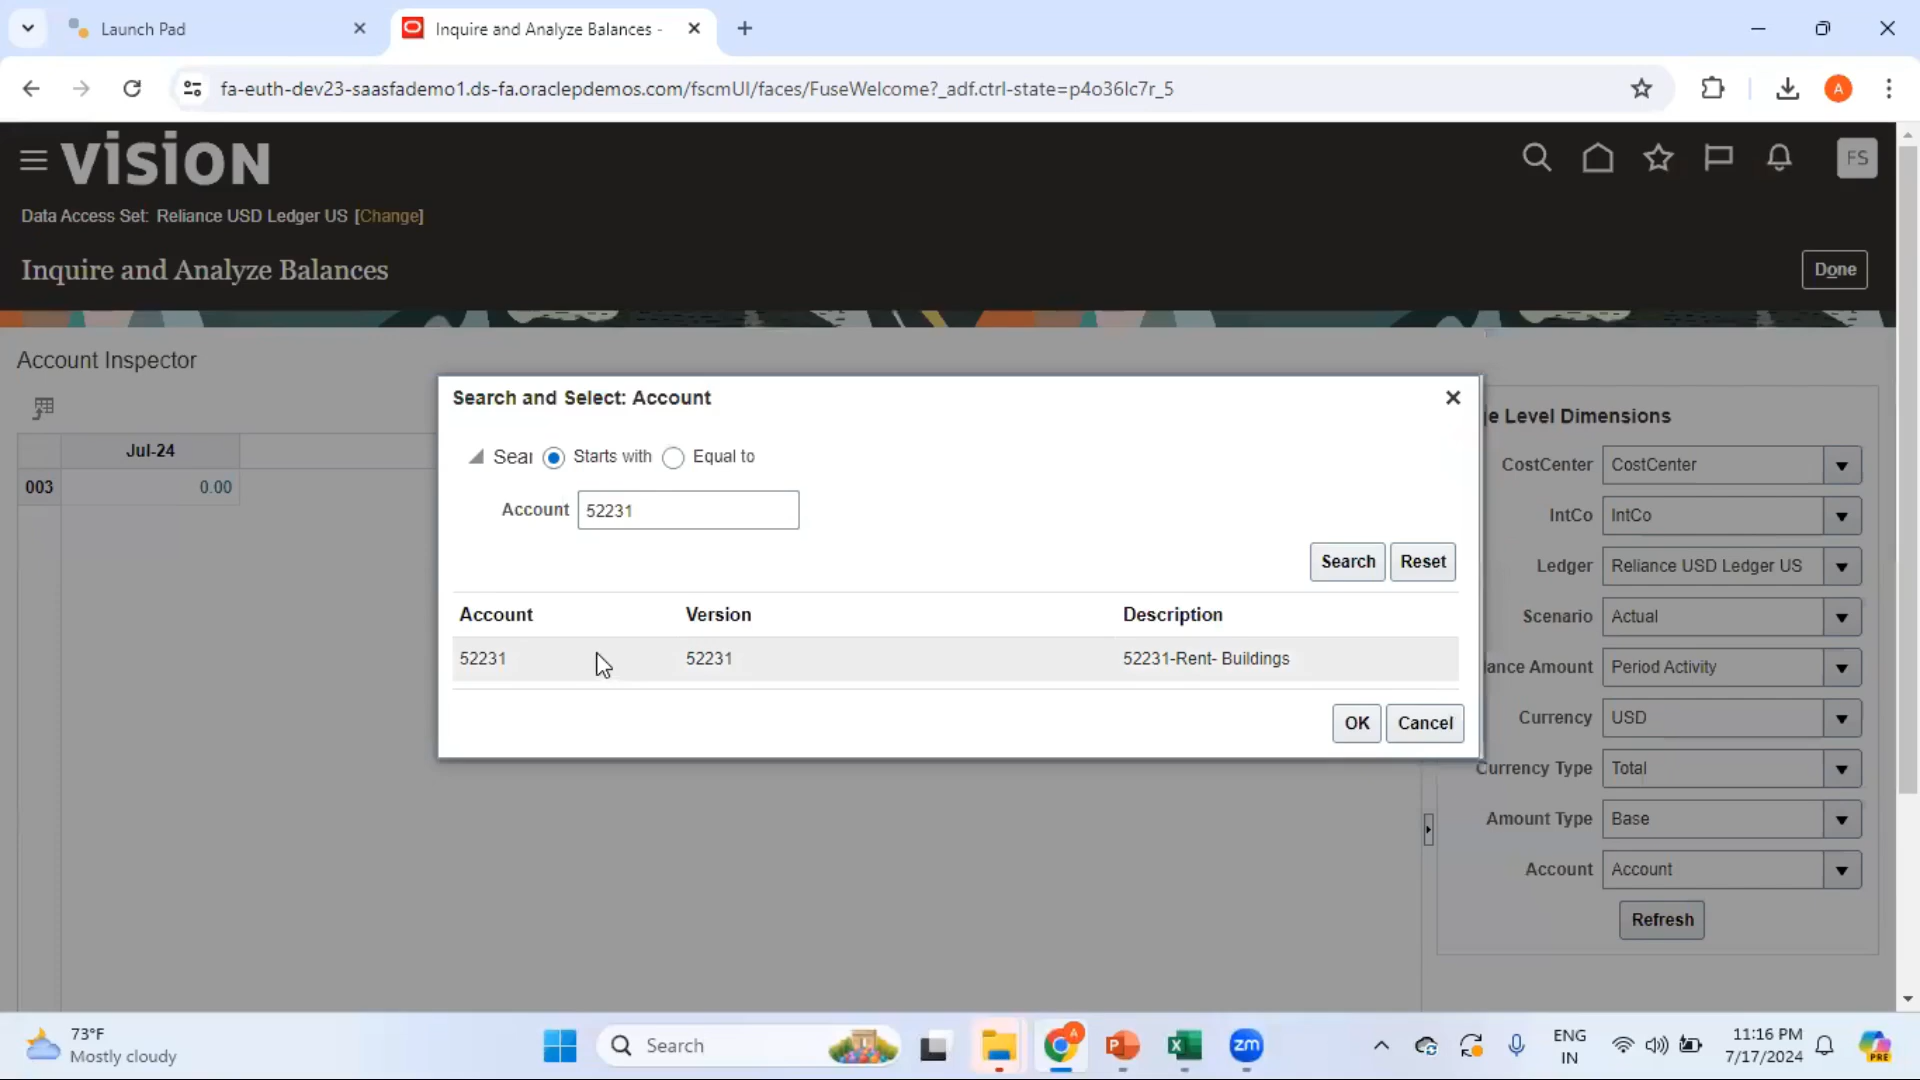 Launch Pad
Inquire and Analyze Balances -
fa-euth-dev23-saasfademo1.ds-fa.oraclepdemos.com/fscmUI/faces/FuseWelcome?_adf.ctrl-state=p4o36lc7r_5
A
VISION
FS
Data Access Set: Reliance USD Ledger US [Change]
Inquire and Analyze Balances
Done
Account Inspector
Jul-24
003 0.00
Search and Select: Account
Sear Starts with Equal to
Account 52231
Search Reset
Account Version Description
52231 52231 52231-Rent- Buildings
OK Cancel
e Level Dimensions
CostCenter CostCenter
IntCo IntCo
Ledger Reliance USD Ledger US
Scenario Actual
ance Amount Period Activity
Currency USD
Currency Type Total
Amount Type Base
Account Account
Refresh
73°F
Mostly cloudy
Search
A
zm
ENG
IN
11:16 PM
7/17/2024
PRE